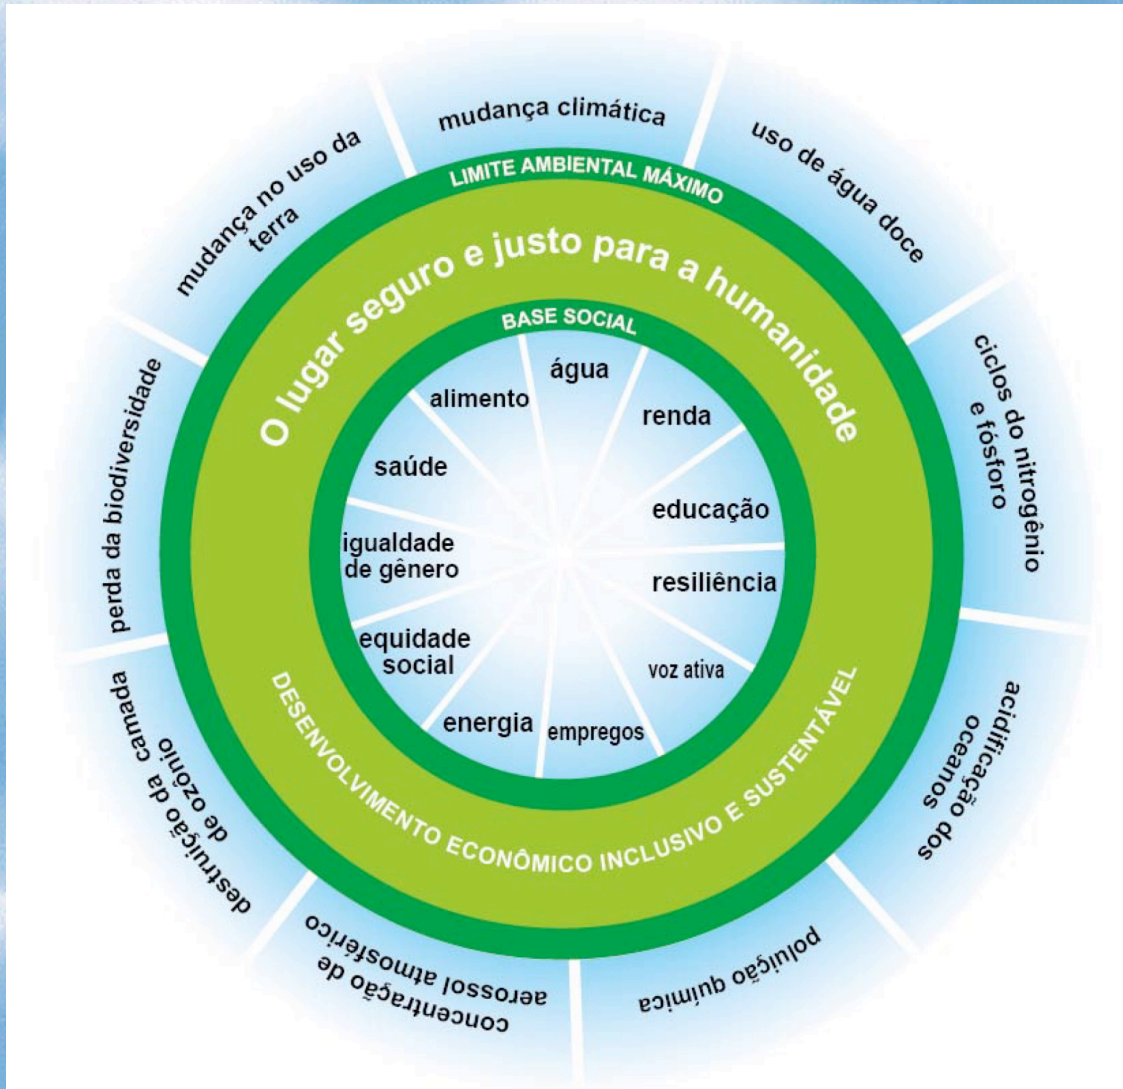 mudança climática
uso de água doce
ciclos do nitrogênio
e fósforo
acidificação dos
oceanos
poluição química
concentração de
aerossol atmosférico
destruição da camada
de ozônio
perda da biodiversidade
mudança no uso da
terra
LIMITE AMBIENTAL MÁXIMO
O lugar seguro e justo para a humanidade
BASE SOCIAL
água
renda
educação
resiliência
voz ativa
empregos
energia
equidade
social
igualdade
de gênero
saúde
alimento
DESENVOLVIMENTO ECONÔMICO INCLUSIVO E SUSTENTÁVEL